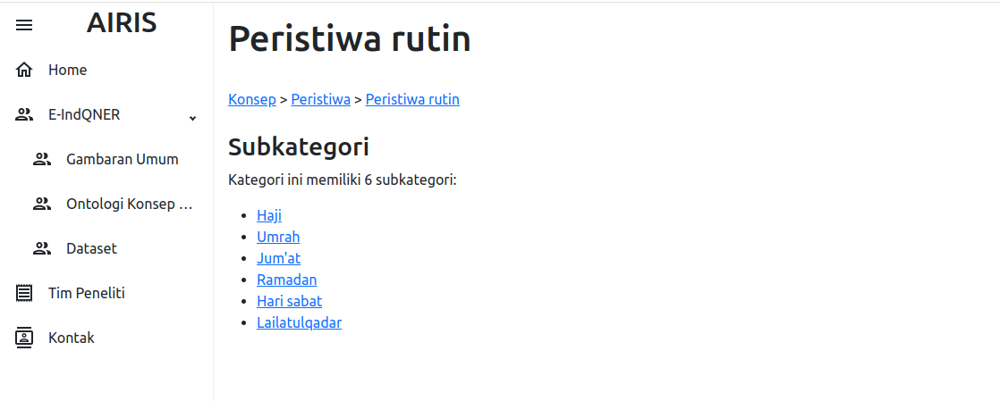 AIRIS
Home
E-IndQNER
Gambaran Umum
Ontologi Konsep ...
Dataset
Tim Peneliti
Kontak
Peristiwa rutin
Konsep > Peristiwa > Peristiwa rutin
Subkategori
Kategori ini memiliki 6 subkategori:
Haji
Umrah
Jum'at
Ramadan
Hari sabat
Lailatulqadar